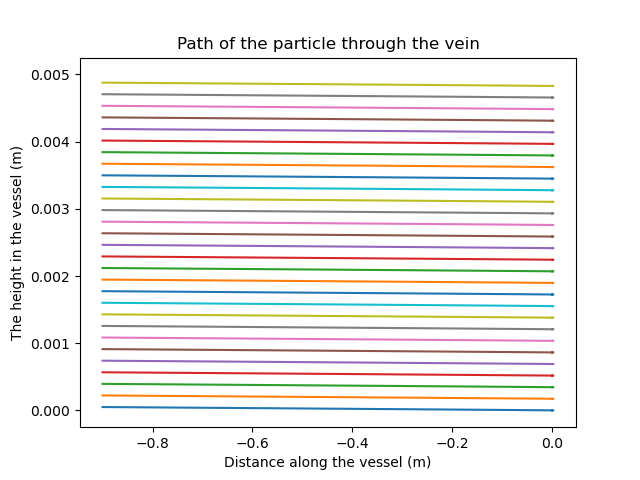 Path of the particle through the vein
The height in the vessel (m)
0.005
0.004
0.003
0.002
0.001
0.000
−0.8 −0.6 −0.4 −0.2 0.0
Distance along the vessel (m)